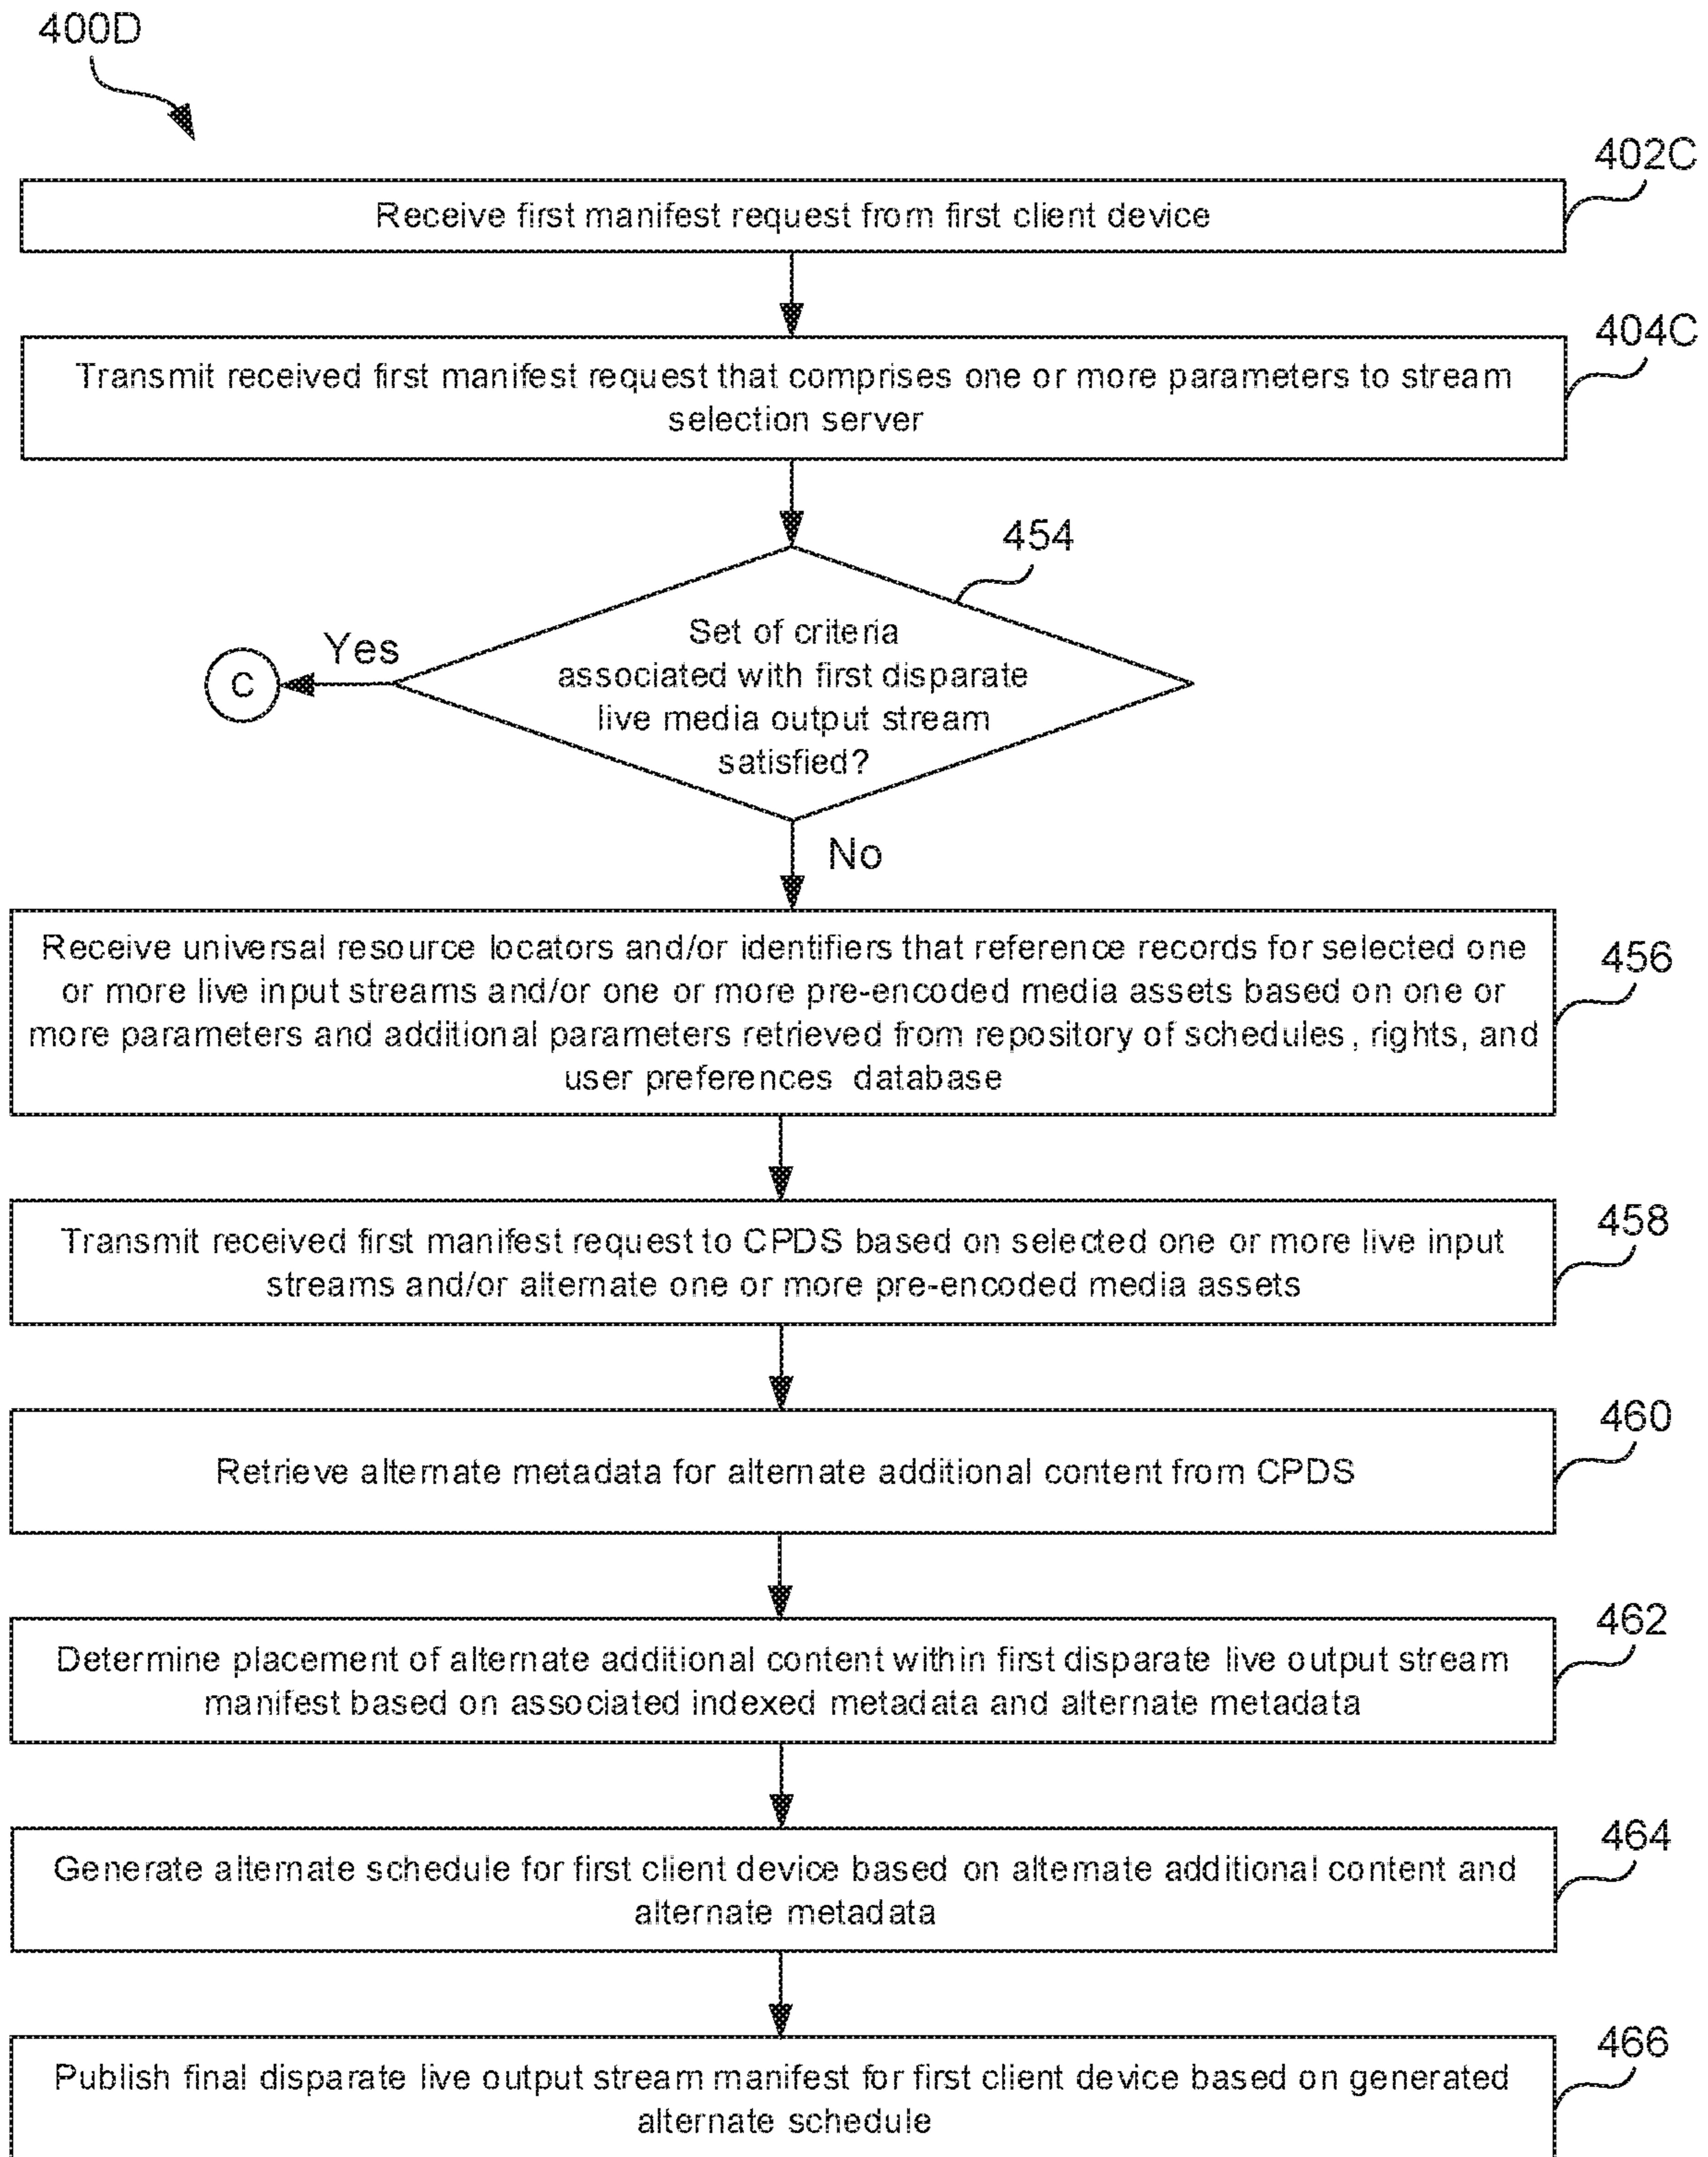 400D
402C
Receive first manifest request from first client device
404C
Transmit received first manifest request that comprises one or more parameters to stream
selection server
454
Set of criteria
associated with first disparate
live media output stream
satisfied?
Yes
C
No
456
Receive universal resource locators and/or identifiers that reference records for selected one
or more live input streams and/or one or more pre-encoded media assets based on one or
more parameters and additional parameters retrieved from repository of schedules, rights, and
user preferences database
458
Transmit received first manifest request to CPDS based on selected one or more live input
streams and/or alternate one or more pre-encoded media assets
460
Retrieve alternate metadata for alternate additional content from CPDS
462
Determine placement of alternate additional content within first disparate live output stream
manifest based on associated indexed metadata and alternate metadata
464
Generate alternate schedule for first client device based on alternate additional content and
alternate metadata
466
Publish final disparate live output stream manifest for first client device based on generated
alternate schedule